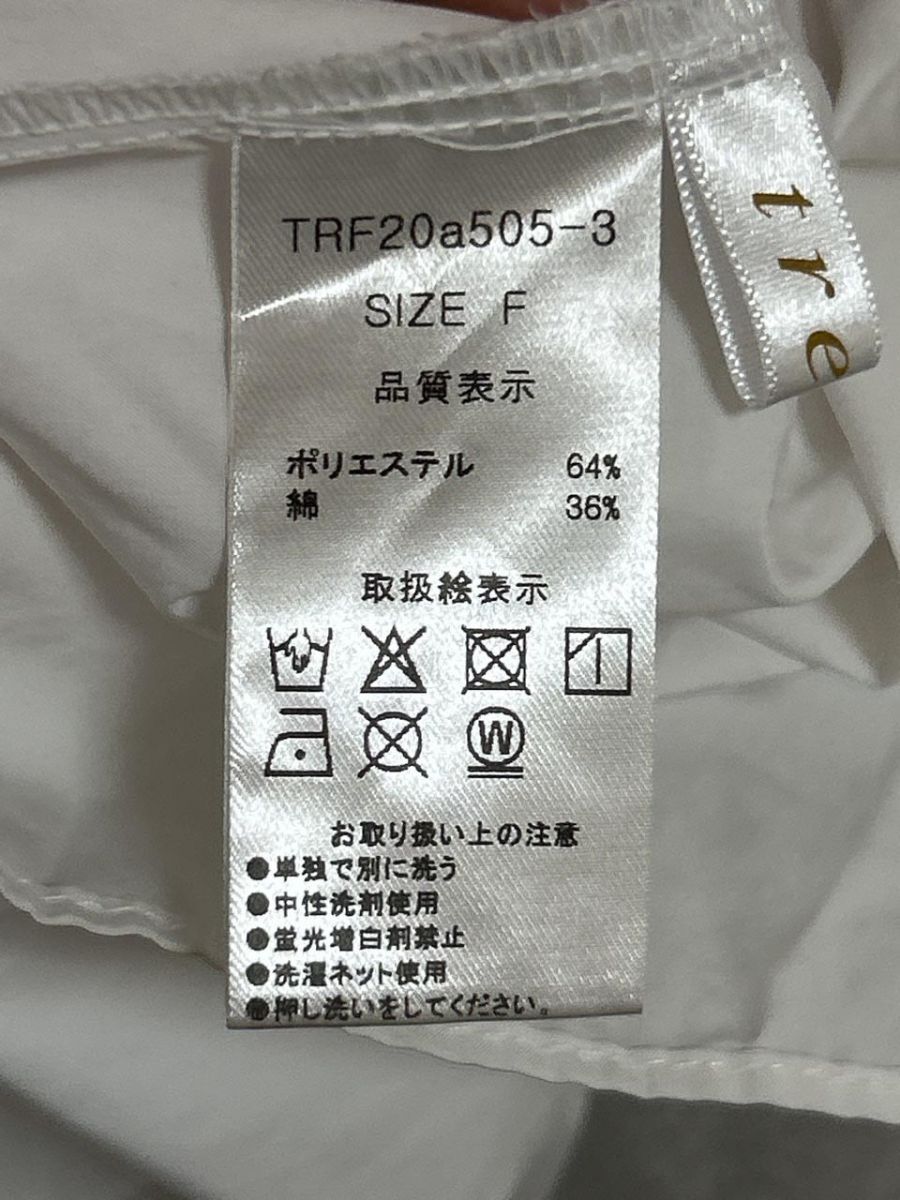 TRF20a505-3
SIZE F
品質表示
ポリエステル 64%
綿 36%
取扱絵表示
W
お取り扱い上の注意
●単独で別に洗う
●中性洗剤使用
●蛍光増白剤禁止
●洗濯ネット使用
●押し洗いをしてください。
tre